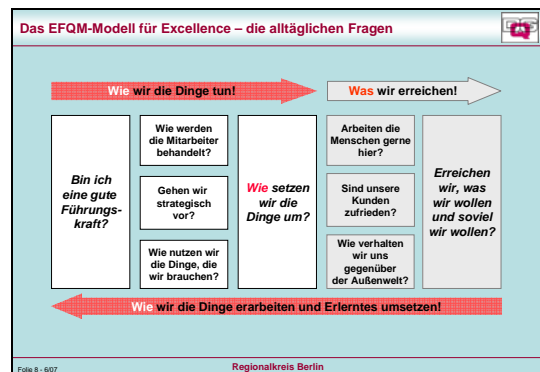 Das EFQM-Modell für Excellence – die alltäglichen Fragen
Wie wir die Dinge tun!
Was wir erreichen!
Bin ich
eine gute
Führungs-
kraft?
Wie werden
die Mitarbeiter
behandelt?
Gehen wir
strategisch
vor?
Wie nutzen wir
die Dinge, die
wir brauchen?
Wie setzen
wir die
Dinge um?
Arbeiten die
Menschen gerne
hier?
Sind unsere
Kunden
zufrieden?
Wie verhalten
wir uns
gegenüber
der Außenwelt?
Erreichen
wir, was
wir wollen
und soviel
wir wollen?
Wie wir die Dinge erarbeiten und Erlerntes umsetzen!
Folie 8 - 6/07
Regionalkreis Berlin